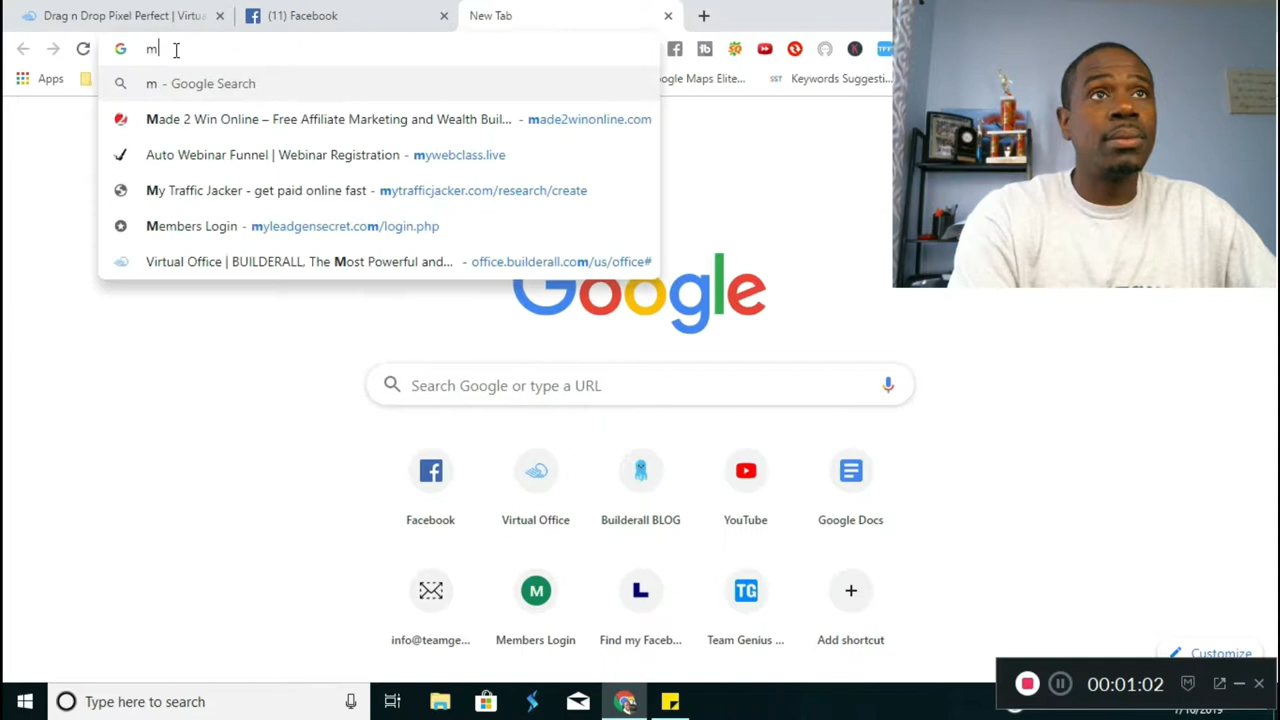 Drag n Drop Pixel Perfect | Virtua
(11) Facebook
New Tab
m
Apps
ogle Maps Elite...
SST
Keywords Suggesti...
m - Google Search
Made 2 Win Online – Free Affiliate Marketing and Wealth Buil... - made2winonline.com
Auto Webinar Funnel | Webinar Registration - mywebclass.live
My Traffic Jacker - get paid online fast - mytrafficjacker.com/research/create
Members Login - myleadgensecret.com/login.php
Virtual Office | BUILDERALL, The Most Powerful and... - office.builderall.com/us/office#
Google
Search Google or type a URL
Facebook
Virtual Office
Builderall BLOG
YouTube
Google Docs
M
L
TG
info@teamge...
Members Login
Find my Faceb...
Team Genius ...
Add shortcut
Customize
00:01:02
Type here to search